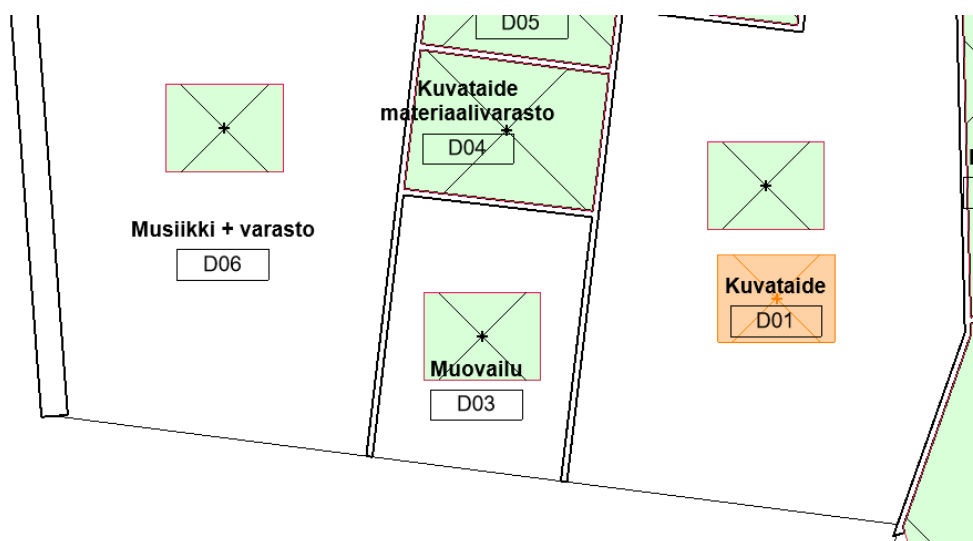 D05
Kuvataide
materiaalivarasto
D04
Musiikki + varasto
D06
Kuvataide
D01
Muovailu
D03